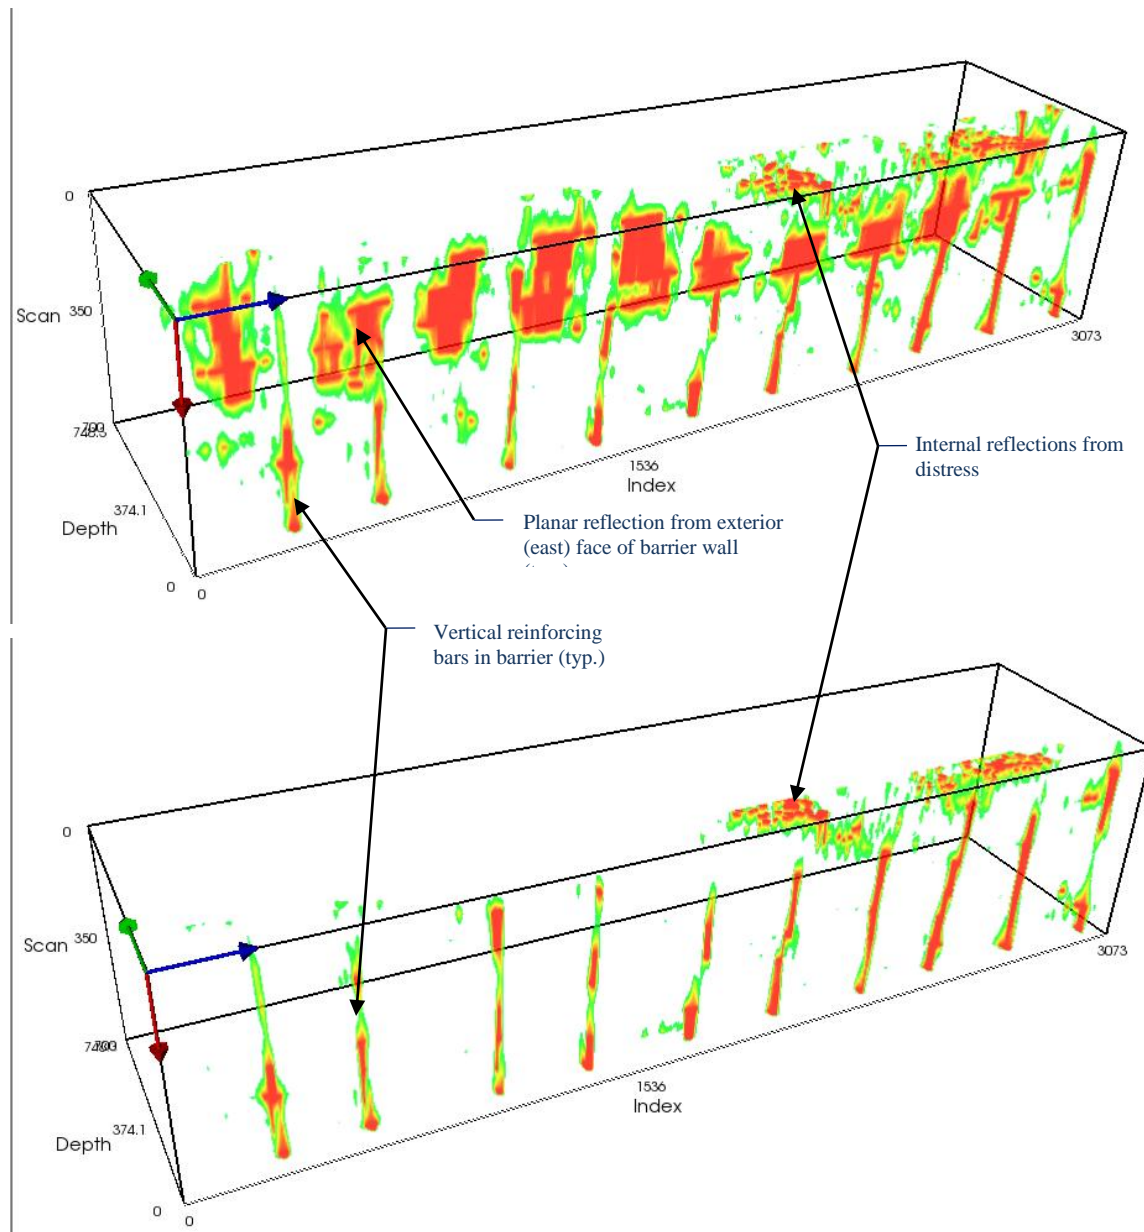 0
Scan 350
3073
Internal reflections from
distress
1536
Index
374.1
Depth
Planar reflection from exterior
(east) face of barrier wall
0
0
Vertical reinforcing
bars in barrier (typ.)
0
Scan 350
3073
1536
Index
374.1
Depth
0
0